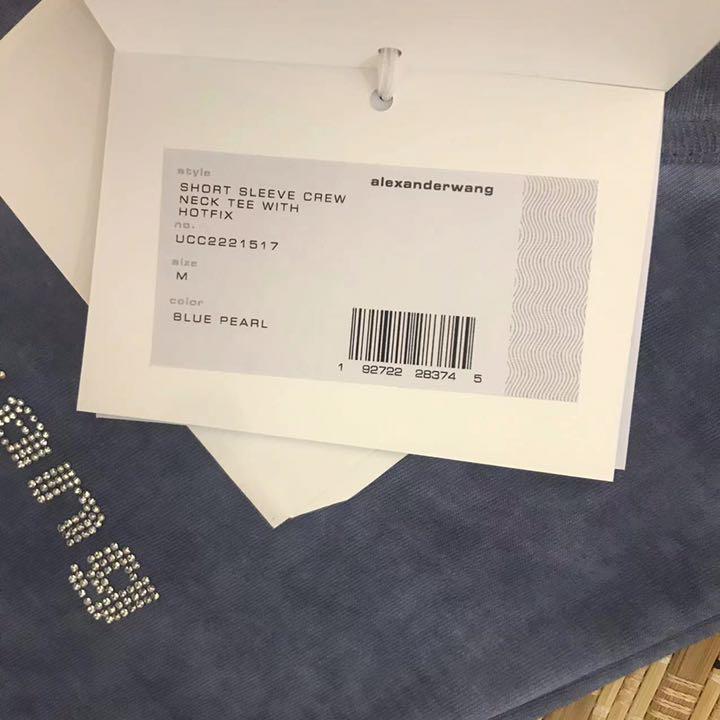 style
SHORT SLEEVE CREW
NECK TEE WITH
HOTFIX
alexanderwang
no.
UCC2221517
size
M
color
BLUE PEARL
1 92722 28374 5
ang